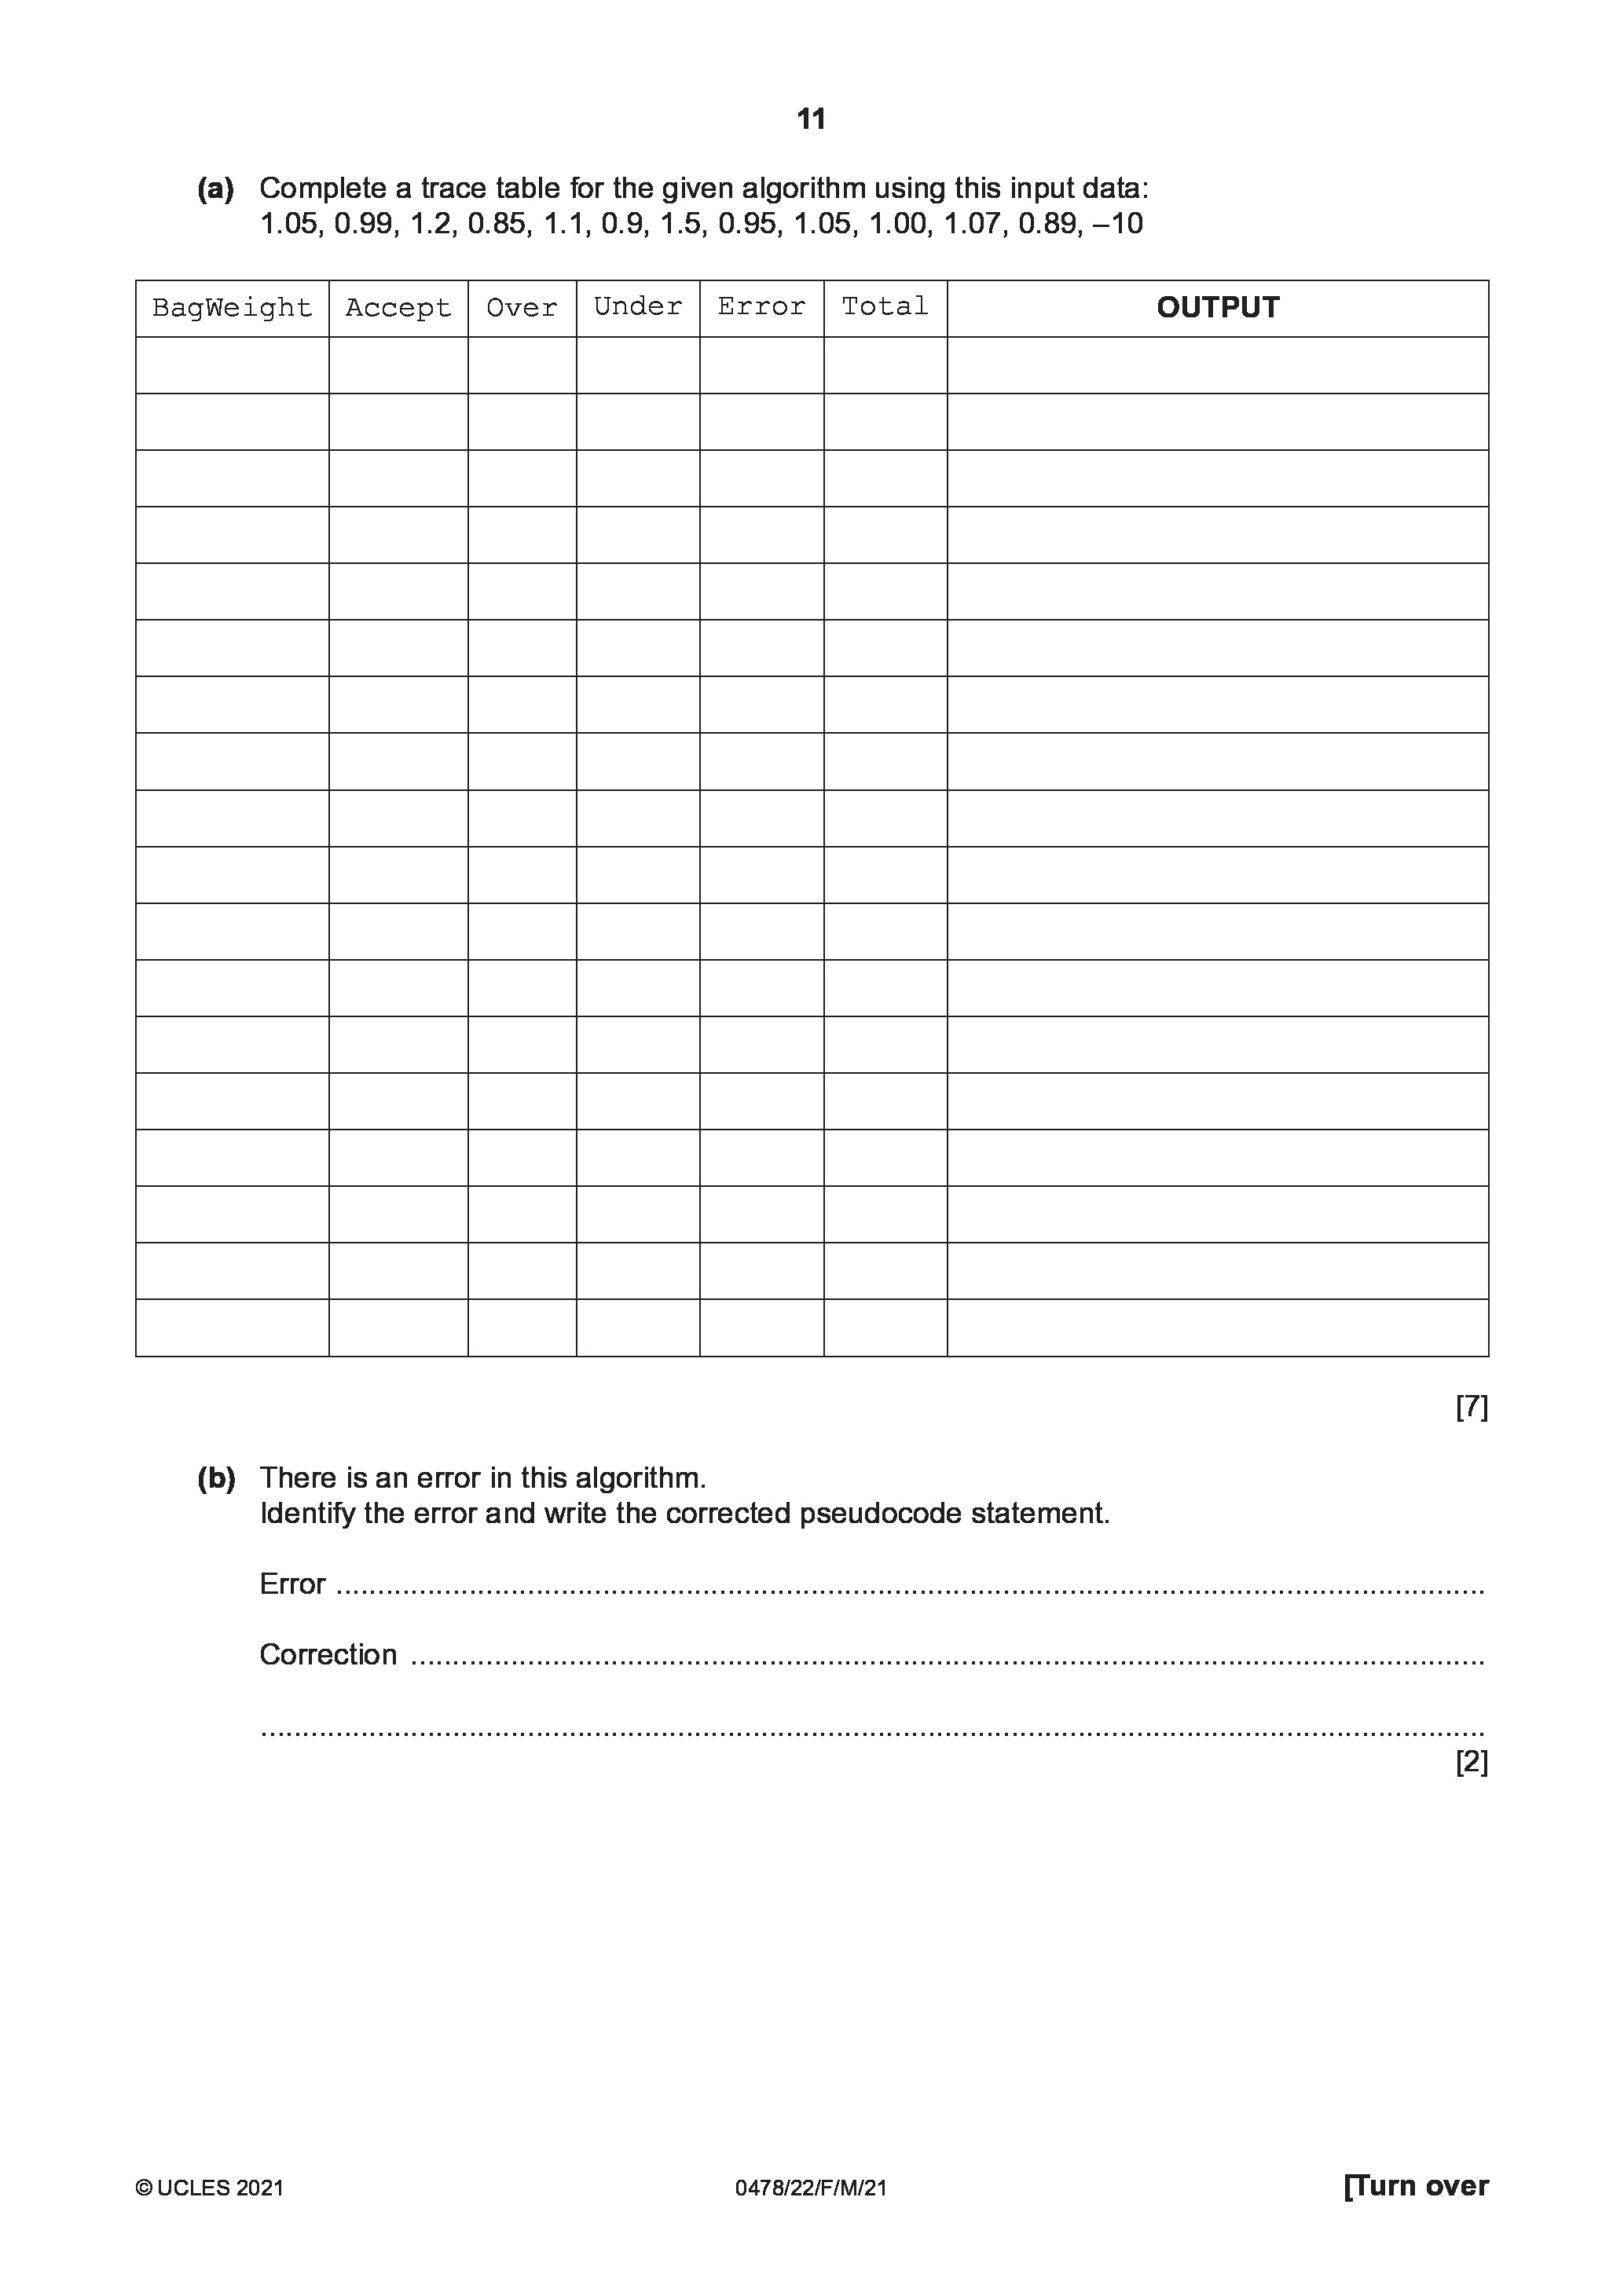 11
(a) Complete a trace table for the given algorithm using this input data:
1.05, 0.99, 1.2, 0.85, 1.1, 0.9, 1.5, 0.95, 1.05, 1.00, 1.07, 0.89, –10
BagWeight Accept Over Under Error Total OUTPUT
[7]
(b) There is an error in this algorithm.
Identify the error and write the corrected pseudocode statement.
Error ..........................................................................................................................................
Correction .................................................................................................................................
...................................................................................................................................................
[2]
© UCLES 2021 0478/22/F/M/21 [Turn over